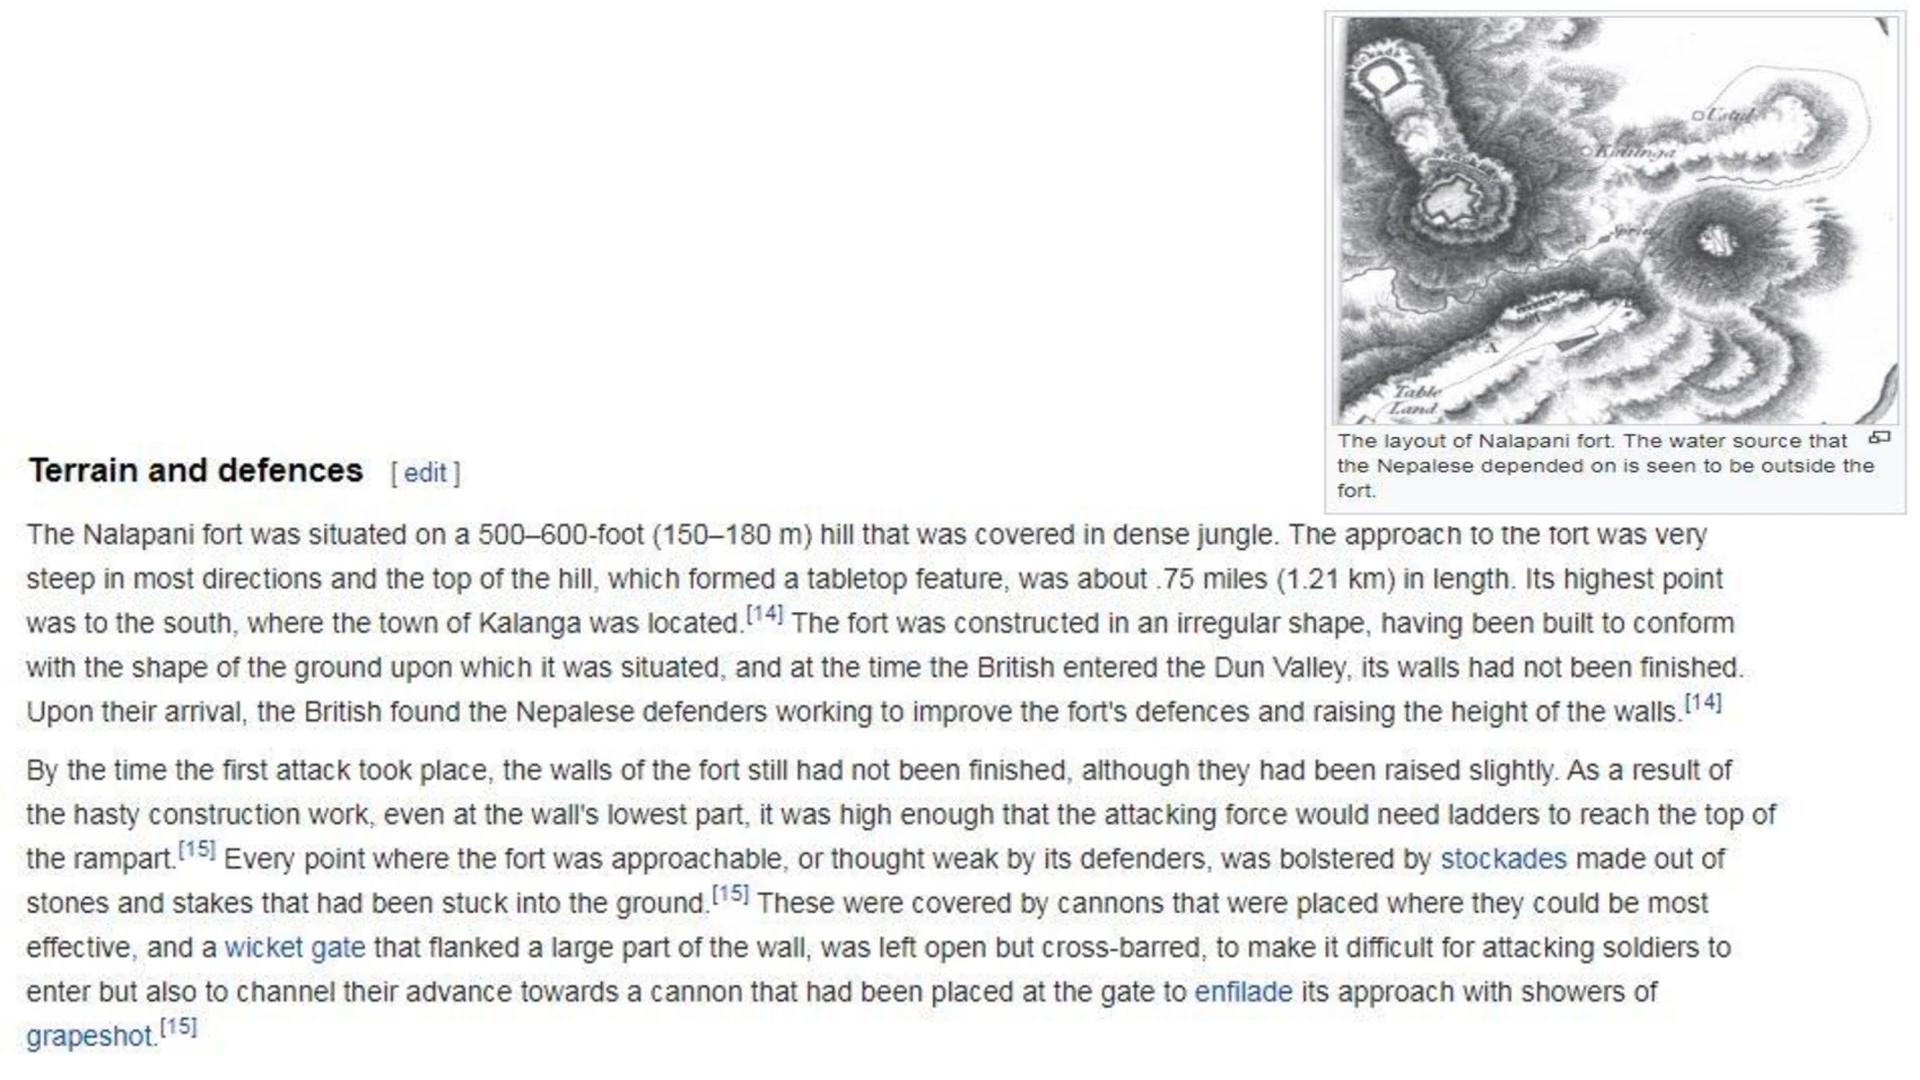 Table
Land
Spring
A
The layout of Nalapani fort. The water source that
the Nepalese depended on is seen to be outside the
fort.
Terrain and defences [ edit ]
The Nalapani fort was situated on a 500–600-foot (150–180 m) hill that was covered in dense jungle. The approach to the fort was very
steep in most directions and the top of the hill, which formed a tabletop feature, was about .75 miles (1.21 km) in length. Its highest point
was to the south, where the town of Kalanga was located.[14] The fort was constructed in an irregular shape, having been built to conform
with the shape of the ground upon which it was situated, and at the time the British entered the Dun Valley, its walls had not been finished.
Upon their arrival, the British found the Nepalese defenders working to improve the fort's defences and raising the height of the walls.[14]
By the time the first attack took place, the walls of the fort still had not been finished, although they had been raised slightly. As a result of
the hasty construction work, even at the wall's lowest part, it was high enough that the attacking force would need ladders to reach the top of
the rampart.[15] Every point where the fort was approachable, or thought weak by its defenders, was bolstered by stockades made out of
stones and stakes that had been stuck into the ground.[15] These were covered by cannons that were placed where they could be most
effective, and a wicket gate that flanked a large part of the wall, was left open but cross-barred, to make it difficult for attacking soldiers to
enter but also to channel their advance towards a cannon that had been placed at the gate to enfilade its approach with showers of
grapeshot.[15]